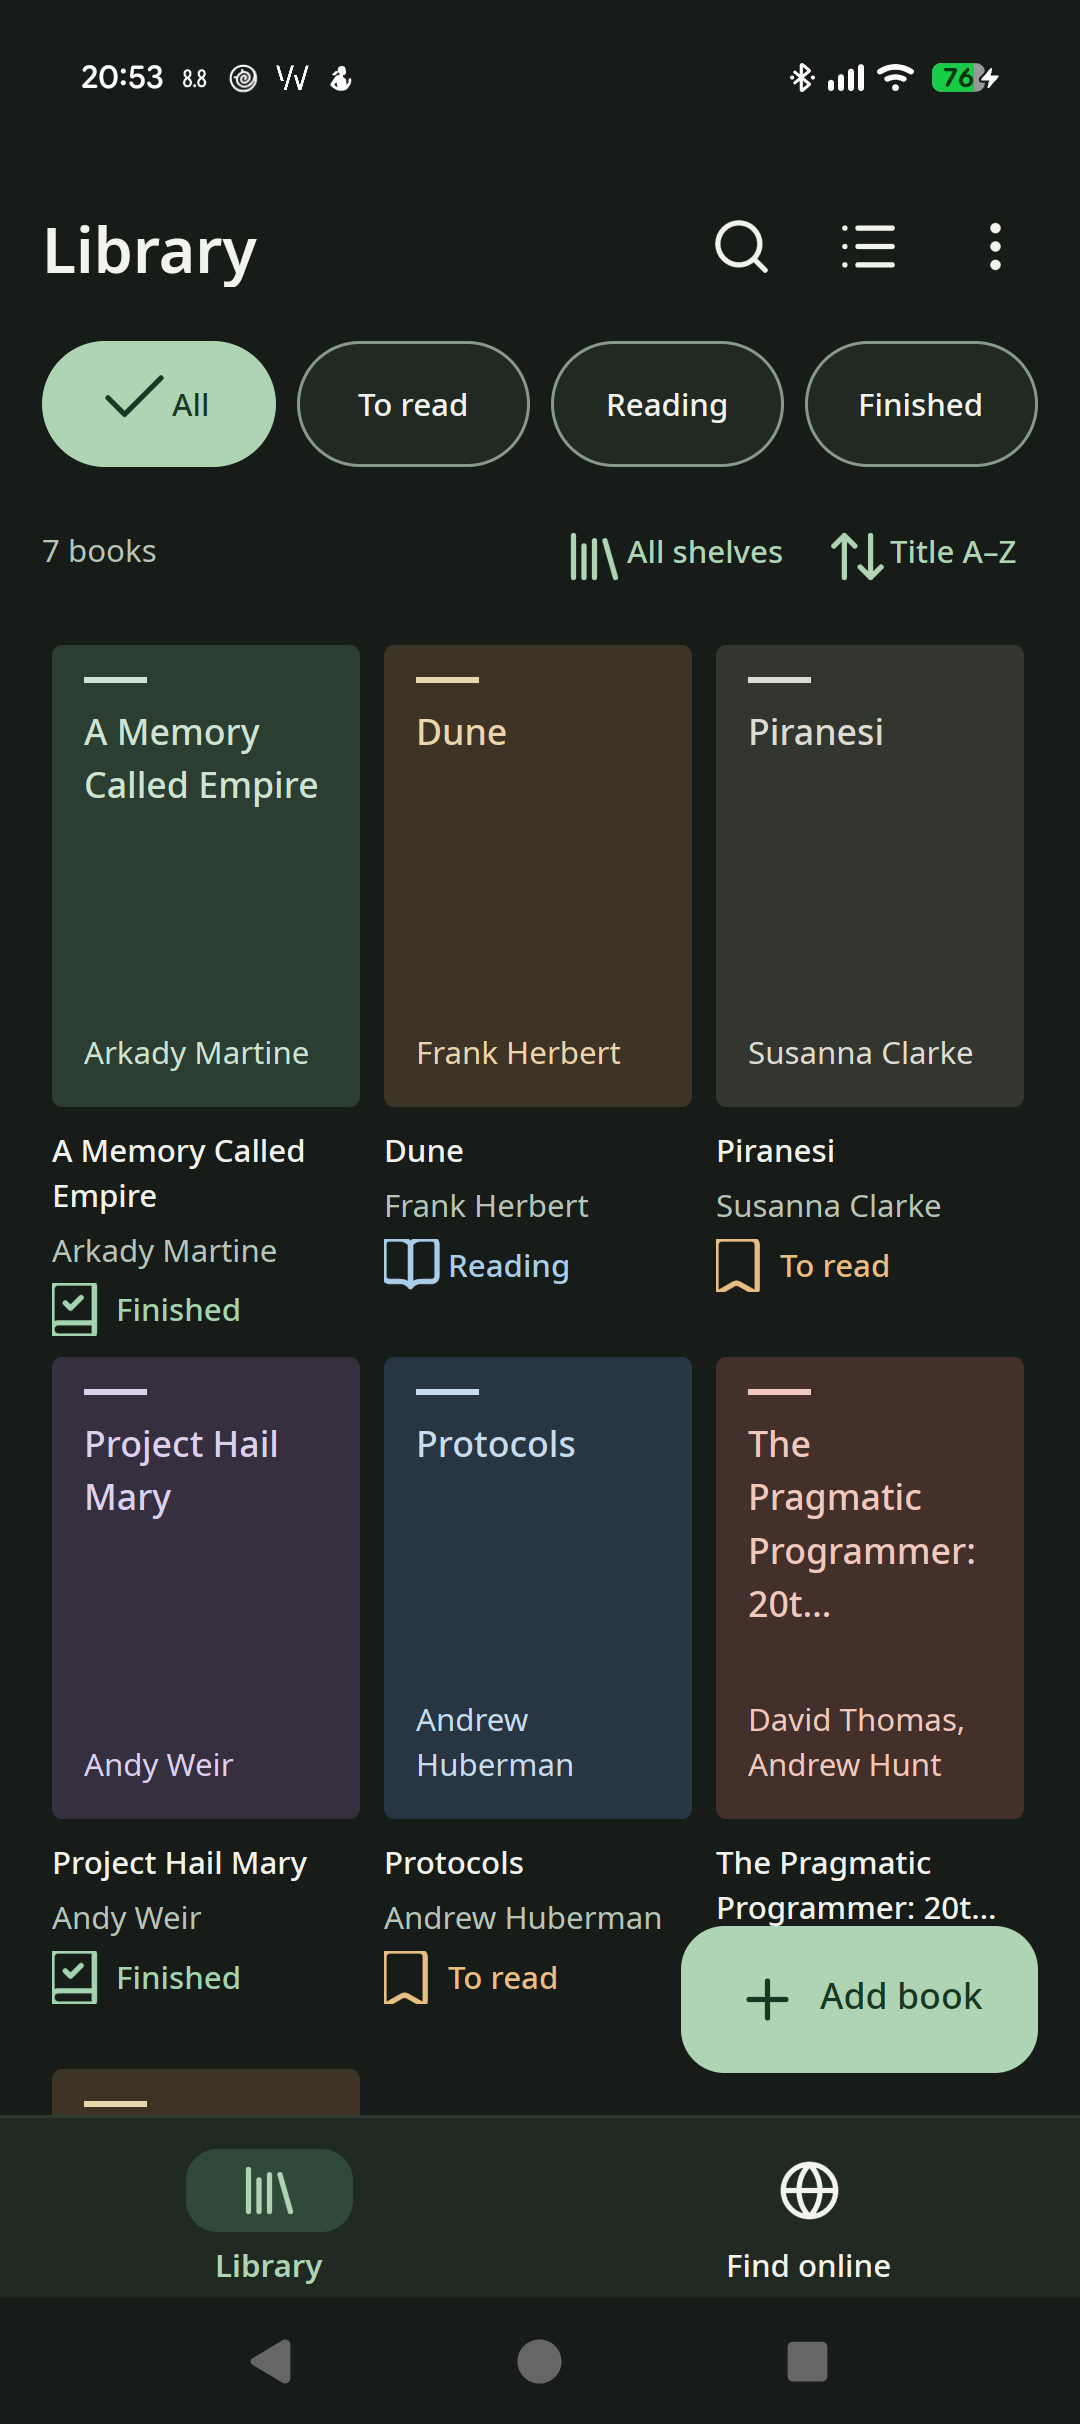 20:53 8.8
76
Library
All
To read
Reading
Finished
7 books
All shelves
Title A–Z
A Memory
Called Empire
Arkady Martine
Dune
Frank Herbert
Piranesi
Susanna Clarke
A Memory Called
Empire
Arkady Martine
Finished
Dune
Frank Herbert
Reading
Piranesi
Susanna Clarke
To read
Project Hail
Mary
Andy Weir
Protocols
Andrew
Huberman
The
Pragmatic
Programmer:
20t...
David Thomas,
Andrew Hunt
Project Hail Mary
Andy Weir
Finished
Protocols
Andrew Huberman
To read
The Pragmatic
Programmer: 20t...
Add book
Library
Find online